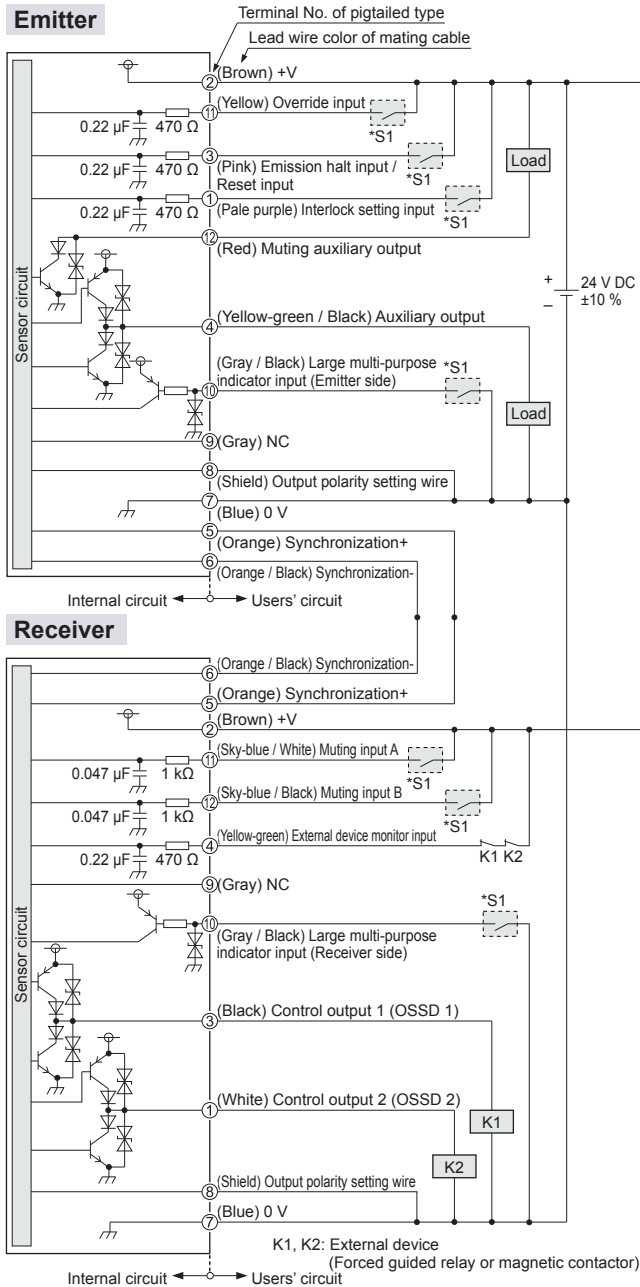 Emitter
Terminal No. of pigtailed type
Lead wire color of mating cable
② (Brown) +V
⑪ (Yellow) Override input
0.22 µF 470 Ω
*S1
③ (Pink) Emission halt input /
Reset input
0.22 µF 470 Ω
*S1
Load
① (Pale purple) Interlock setting input
0.22 µF 470 Ω
*S1
⑫ (Red) Muting auxiliary output
Sensor circuit
+
–
24 V DC
±10 %
④ (Yellow-green / Black) Auxiliary output
(Gray / Black) Large multi-purpose
⑩ indicator input (Emitter side)
*S1
Load
⑨ (Gray) NC
⑧ (Shield) Output polarity setting wire
⑦ (Blue) 0 V
⑤ (Orange) Synchronization+
⑥ (Orange / Black) Synchronization-
Internal circuit Users' circuit
Receiver
⑥ (Orange / Black) Synchronization-
⑤ (Orange) Synchronization+
② (Brown) +V
⑪ (Sky-blue / White) Muting input A
0.047 µF 1 kΩ
*S1
⑫ (Sky-blue / Black) Muting input B
0.047 µF 1 kΩ
*S1
④ (Yellow-green) External device monitor input
0.22 µF 470 Ω
K1 K2
⑨ (Gray) NC
*S1
⑩ (Gray / Black) Large multi-purpose
indicator input (Receiver side)
Sensor circuit
③ (Black) Control output 1 (OSSD 1)
① (White) Control output 2 (OSSD 2)
K1
K2
⑧ (Shield) Output polarity setting wire
⑦ (Blue) 0 V
K1, K2: External device
(Forced guided relay or magnetic contactor)
Internal circuit Users' circuit